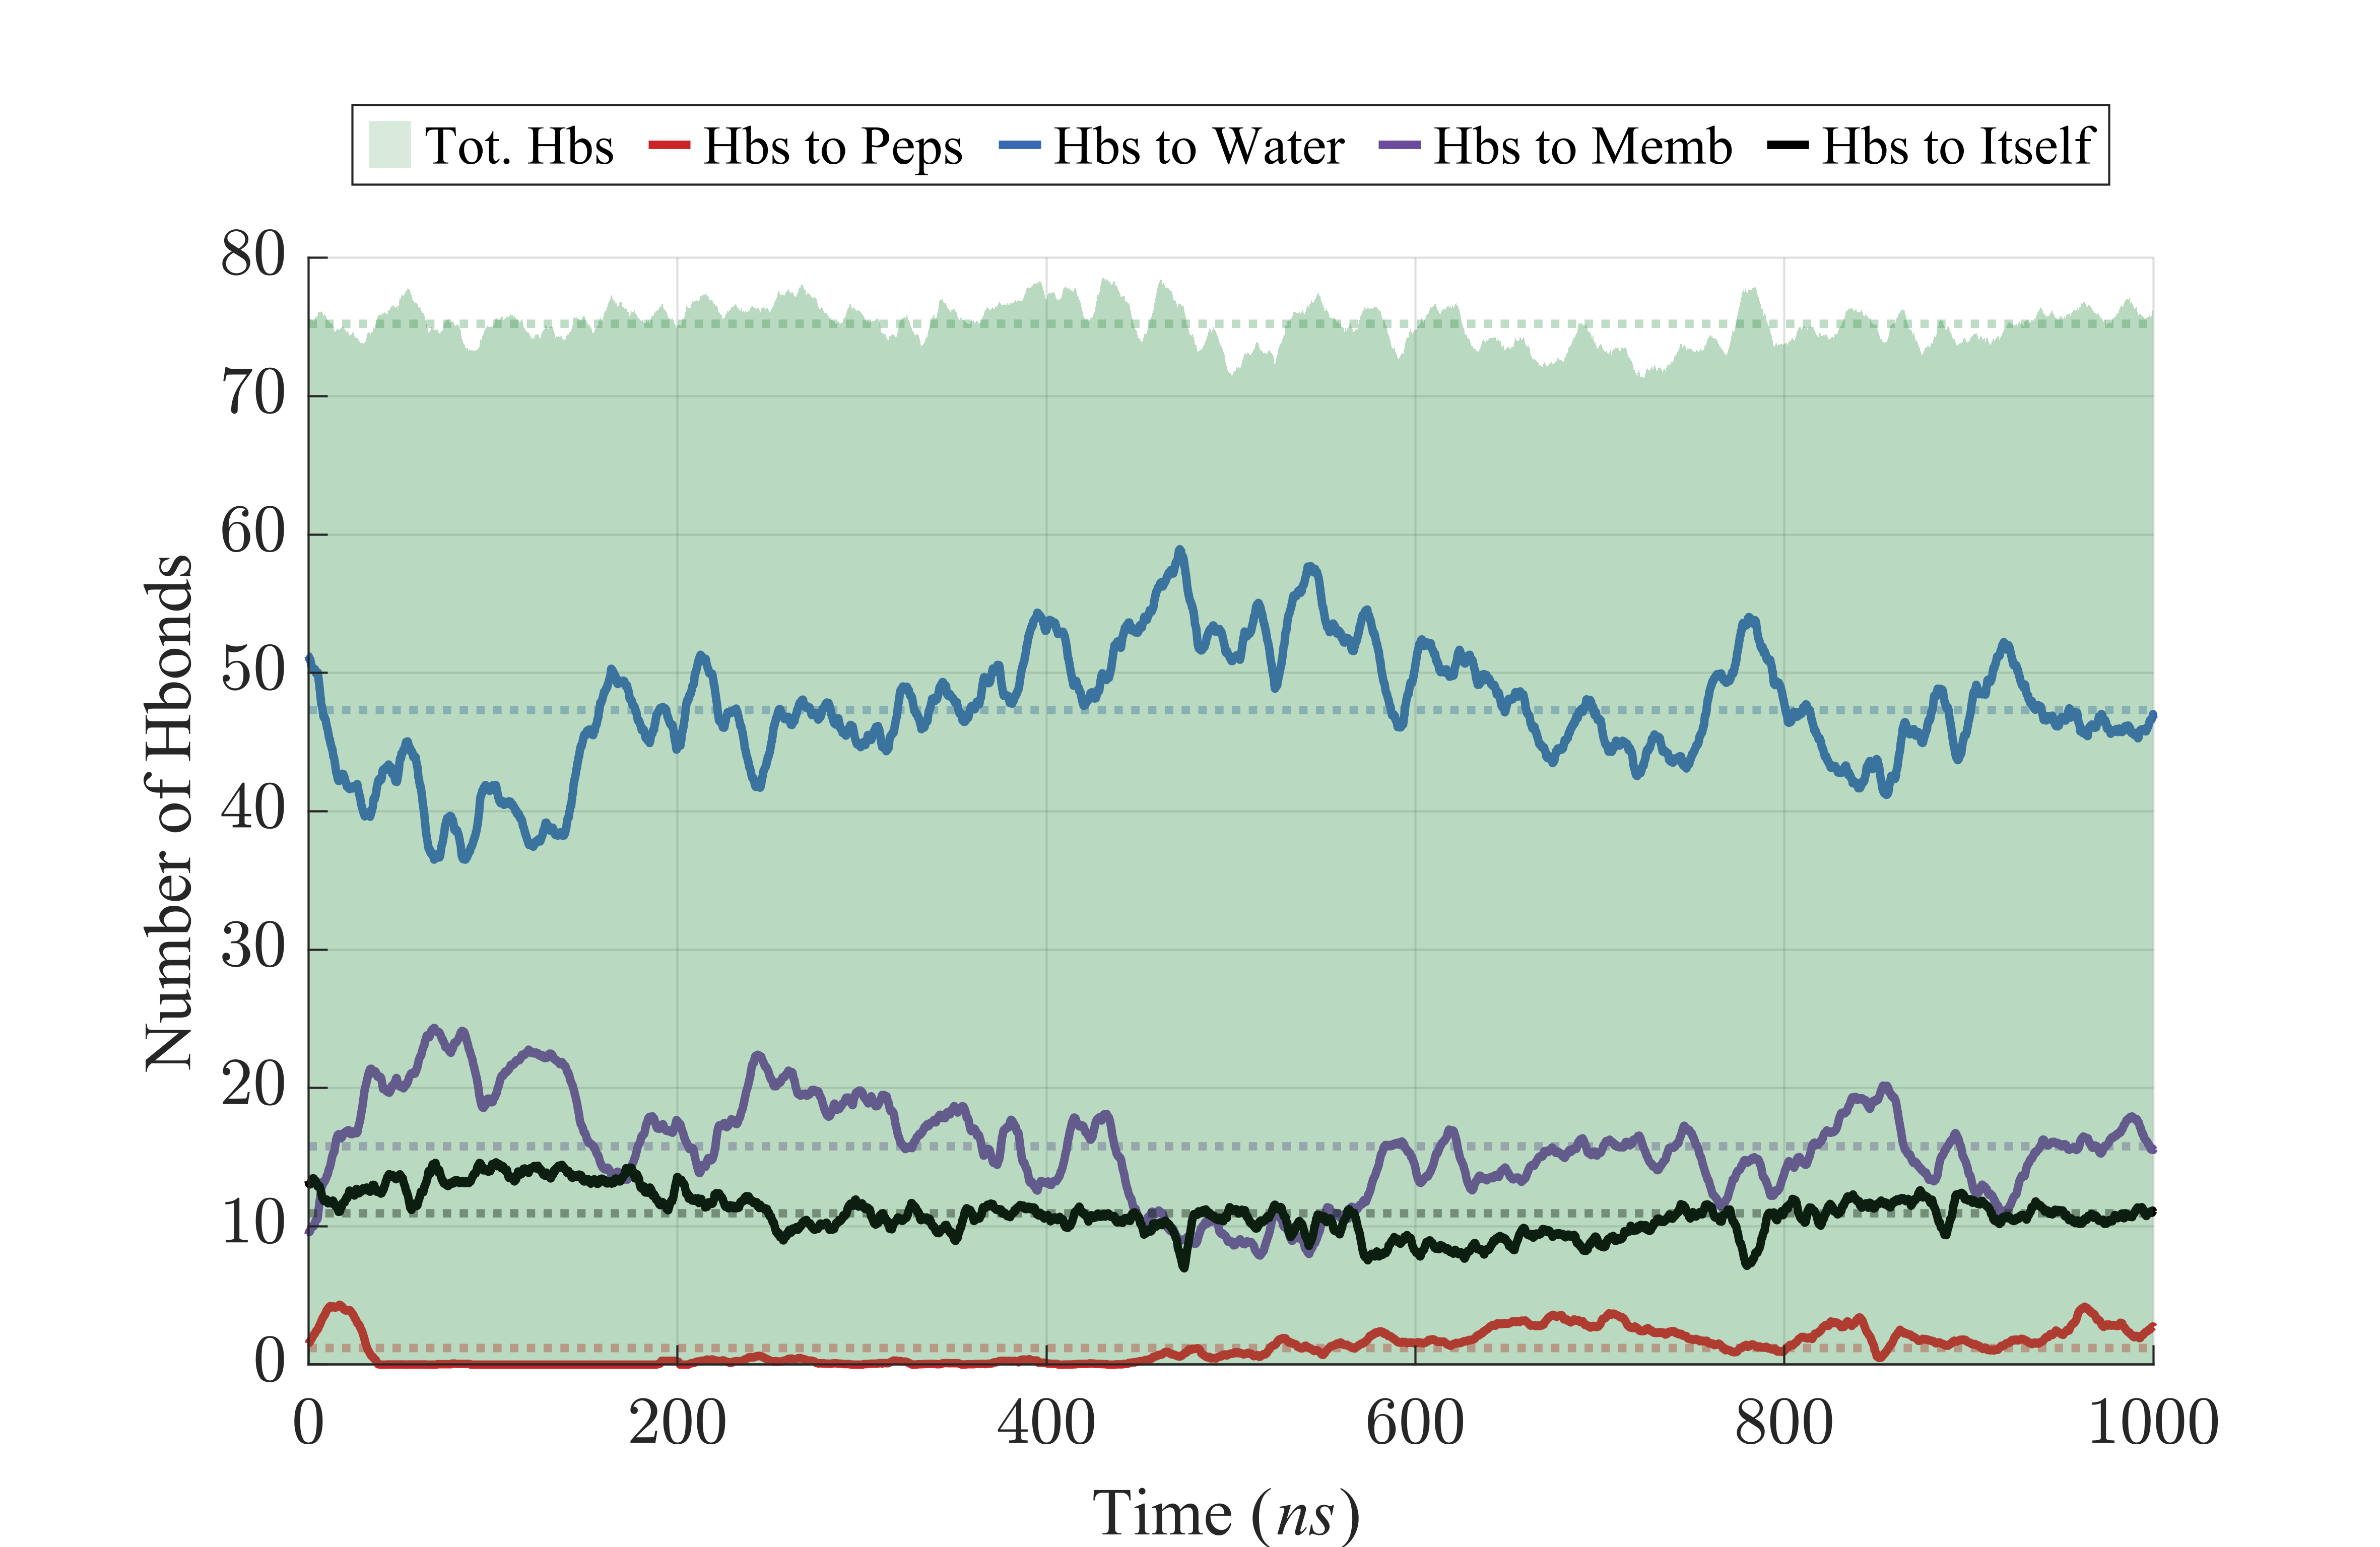 Tot. Hbs Hbs to Peps Hbs to Water Hbs to Memb Hbs to Itself
80
70
60
50
40
30
20
10
0
Number of Hbonds
0 200 400 600 800 1000
Time (ns)